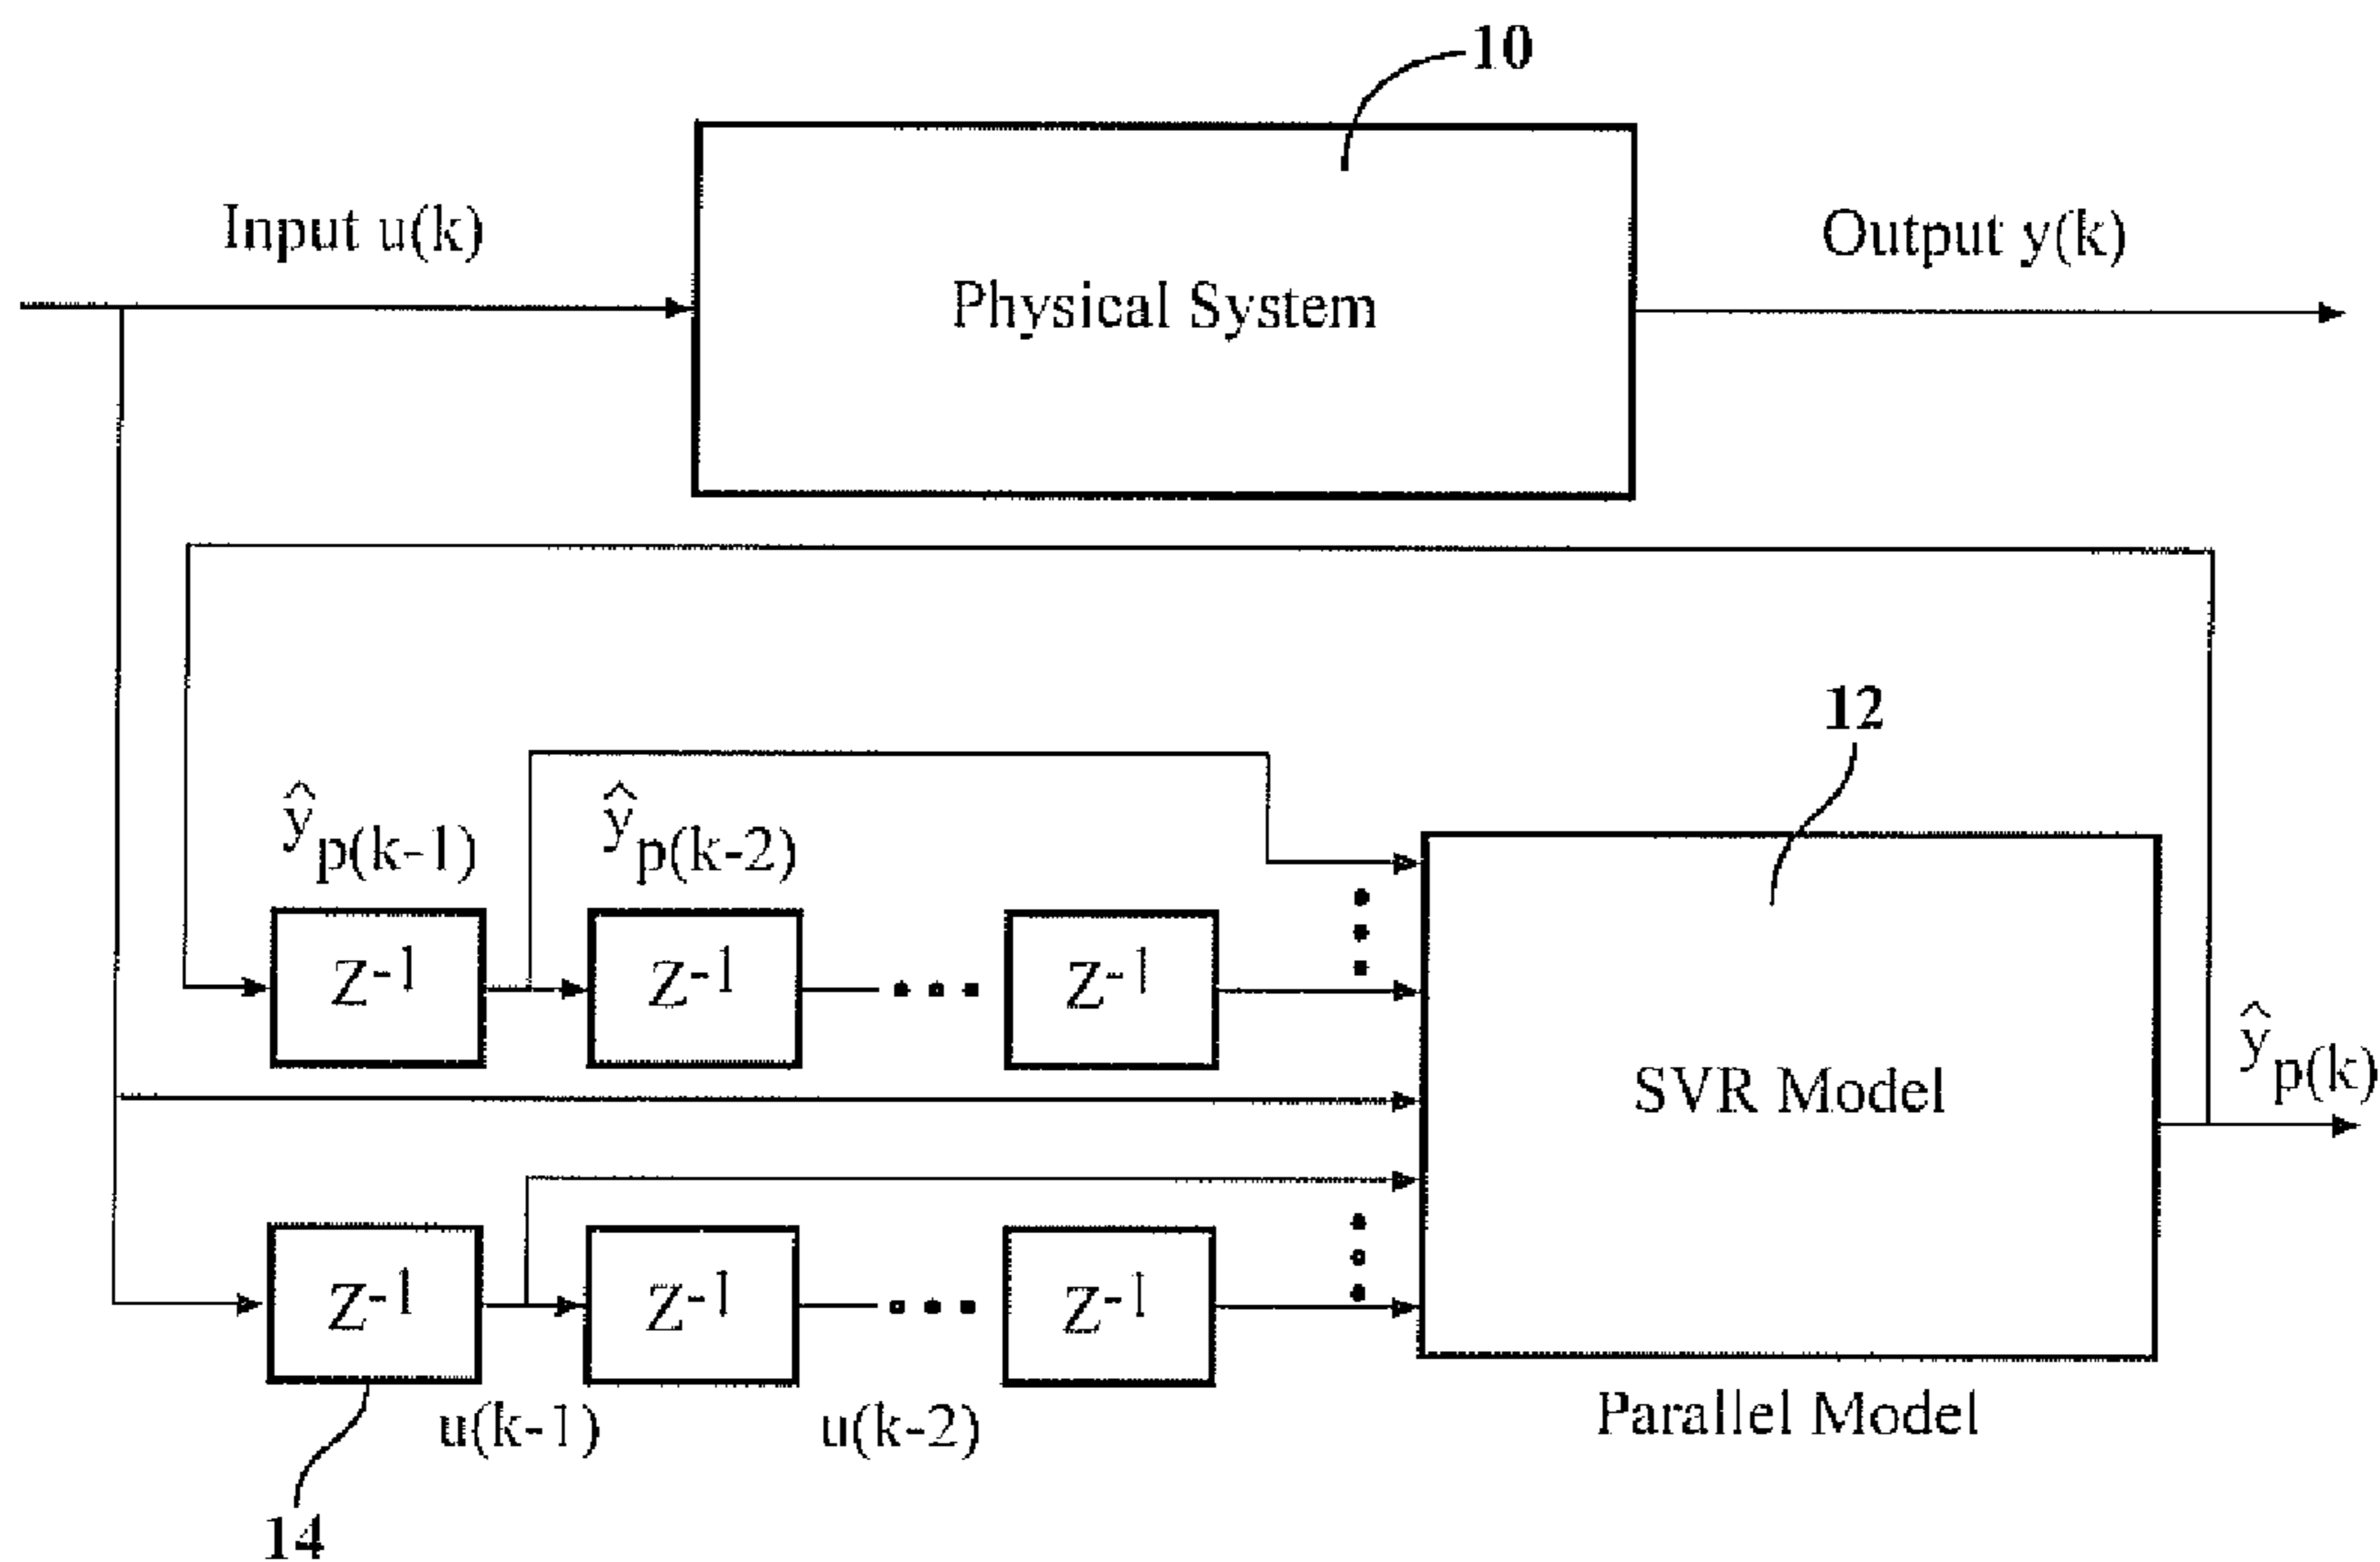 10
Input u(k)
Output y(k)
Physical System
12
ŷp(k-1)
ŷp(k-2)
Z-1
Z-1
Z-1
SVR Model
ŷp(k)
Z-1
Z-1
Z-1
u(k-1)
u(k-2)
Parallel Model
14